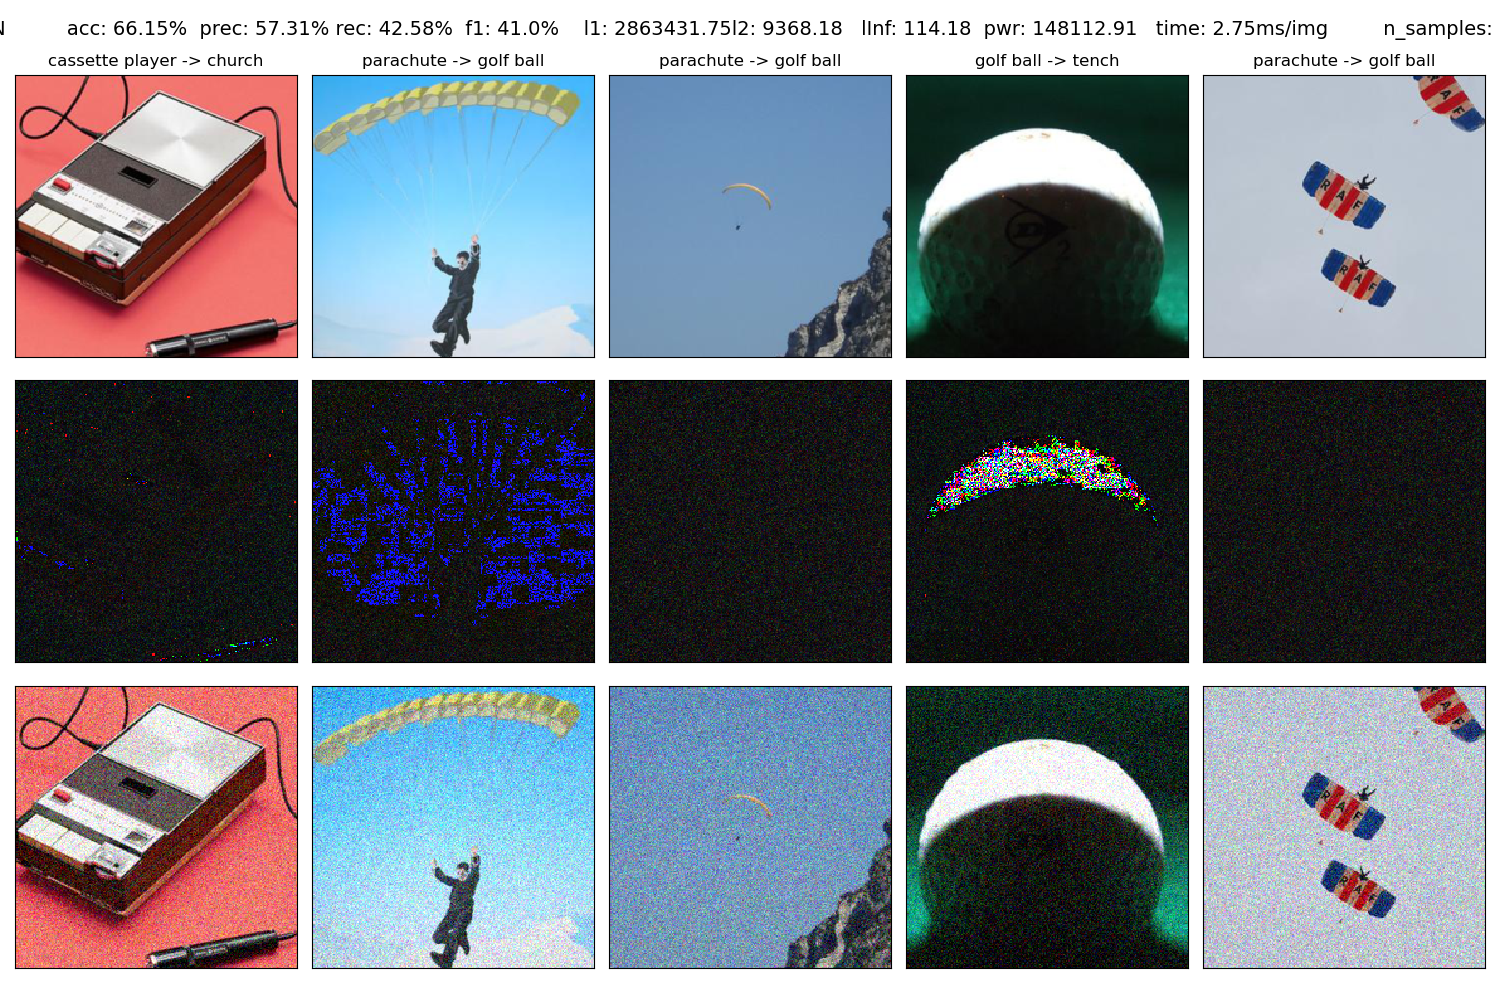 N acc: 66.15% prec: 57.31% rec: 42.58% f1: 41.0% l1: 2863431.75l2: 9368.18 lInf: 114.18 pwr: 148112.91 time: 2.75ms/img n_samples:
cassette player -> church
parachute -> golf ball
parachute -> golf ball
golf ball -> tench
parachute -> golf ball
D
2
R A F
R A F
R A F
R A F